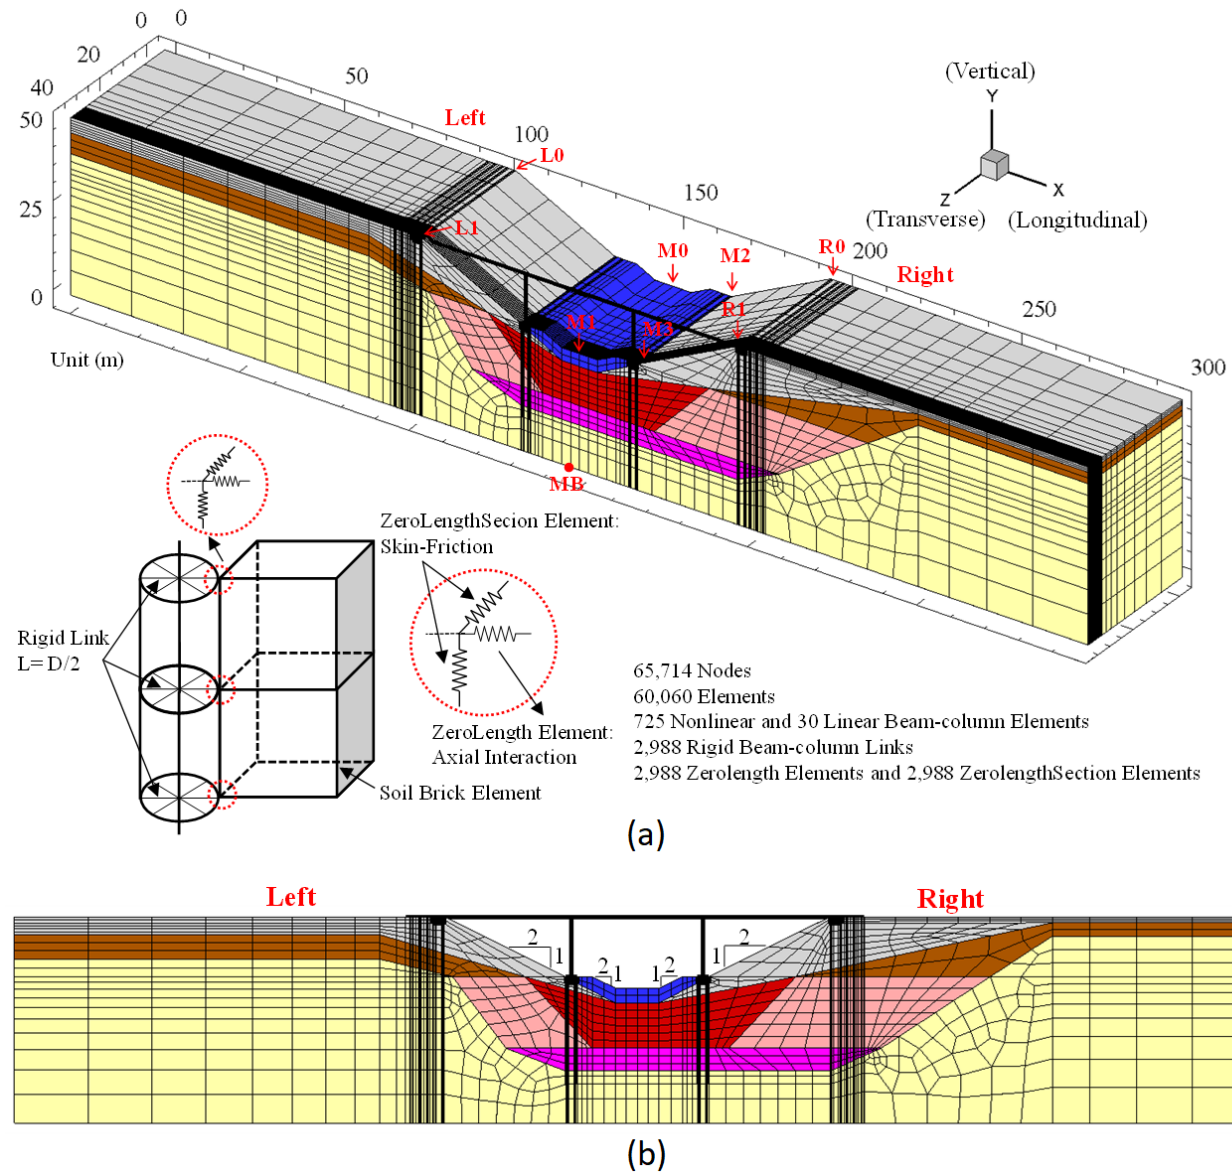 0 0
20
40
50
25
0
50
Left
100
L0
L1
150
M0
M2
R0
200
Right
R1
M1
M3
250
300
MB
Unit (m)
(Vertical)
Y
X
Z
(Transverse)
(Longitudinal)
ZeroLengthSecion Element:
Skin-Friction
Rigid Link
L= D/2
ZeroLength Element:
Axial Interaction
Soil Brick Element
65,714 Nodes
60,060 Elements
725 Nonlinear and 30 Linear Beam-column Elements
2,988 Rigid Beam-column Links
2,988 Zerolength Elements and 2,988 ZerolengthSection Elements
(a)
Left
Right
2
1
2
1
1
2
1
2
(b)